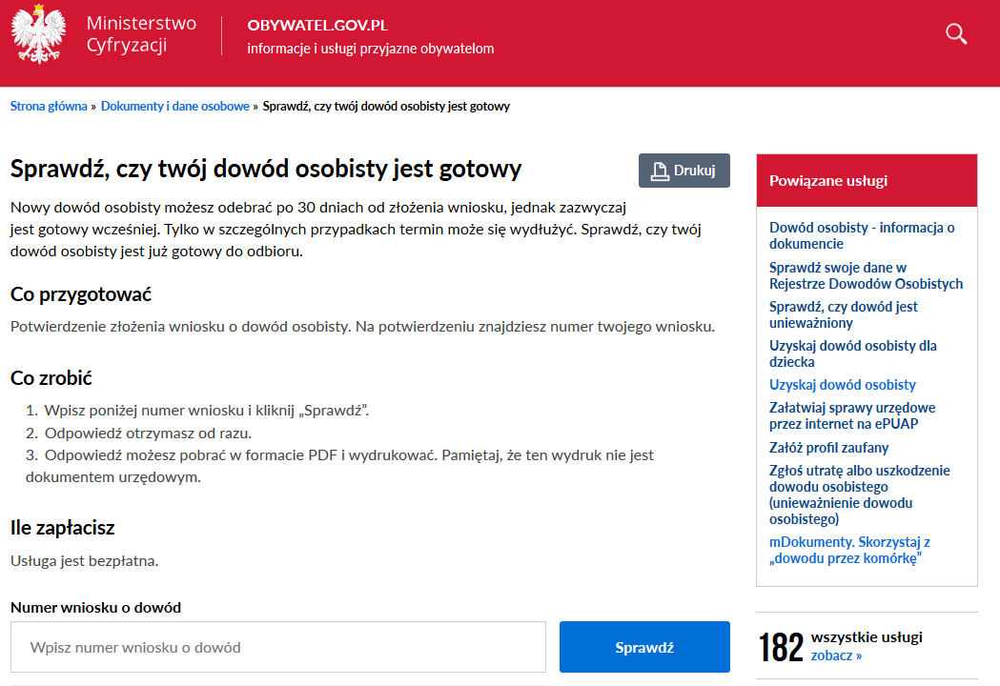 Ministerstwo
Cyfryzacji
OBYWATEL.GOV.PL
informacje i usługi przyjazne obywatelom
Strona główna » Dokumenty i dane osobowe » Sprawdź, czy twój dowód osobisty jest gotowy
Sprawdź, czy twój dowód osobisty jest gotowy
Drukuj
Nowy dowód osobisty możesz odebrać po 30 dniach od złożenia wniosku, jednak zazwyczaj
jest gotowy wcześniej. Tylko w szczególnych przypadkach termin może się wydłużyć. Sprawdź, czy twój
dowód osobisty jest już gotowy do odbioru.
Co przygotować
Potwierdzenie złożenia wniosku o dowód osobisty. Na potwierdzeniu znajdziesz numer twojego wniosku.
Co zrobić
1. Wpisz poniżej numer wniosku i kliknij „Sprawdź”.
2. Odpowiedź otrzymasz od razu.
3. Odpowiedź możesz pobrać w formacie PDF i wydrukować. Pamiętaj, że ten wydruk nie jest
dokumentem urzędowym.
Ile zapłacisz
Usługa jest bezpłatna.
Numer wniosku o dowód
Wpisz numer wniosku o dowód
Sprawdź
Powiązane usługi
Dowód osobisty - informacja o
dokumencie
Sprawdź swoje dane w
Rejestrze Dowodów Osobistych
Sprawdź, czy dowód jest
unieważniony
Uzyskaj dowód osobisty dla
dziecka
Uzyskaj dowód osobisty
Załatwiaj sprawy urzędowe
przez internet na ePUAP
Załóż profil zaufany
Zgłoś utratę albo uszkodzenie
dowodu osobistego
(unieważnienie dowodu
osobistego)
mDokumenty. Skorzystaj z
„dowodu przez komórkę”
182 wszystkie usługi
zobacz »